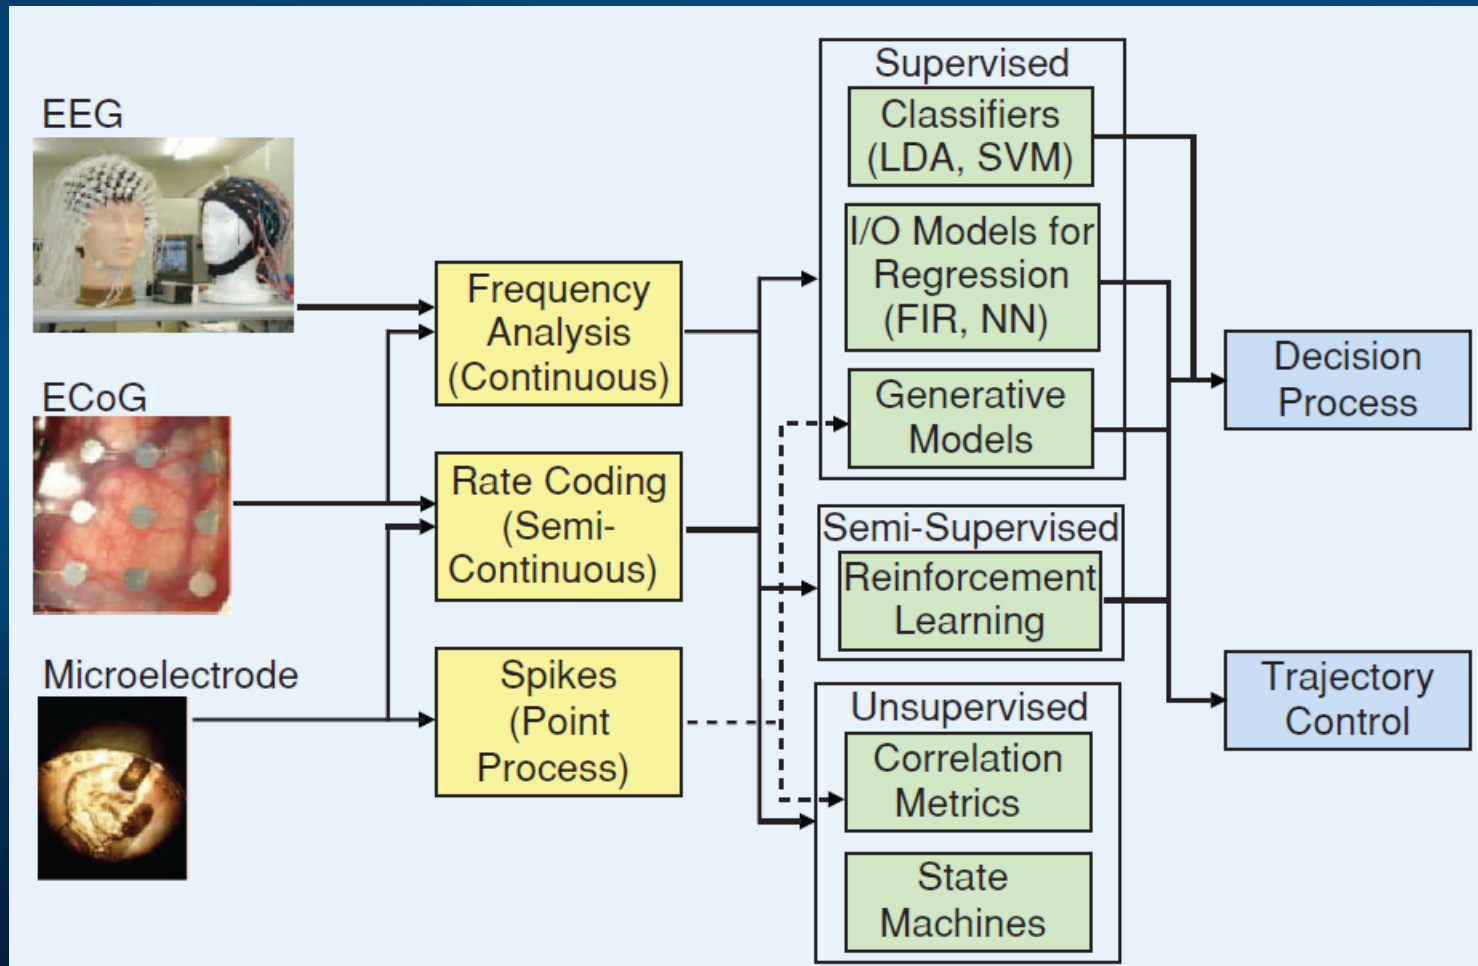 EEG
ECoG
Microelectrode
Frequency
Analysis
(Continuous)
Rate Coding
(Semi-
Continuous)
Spikes
(Point
Process)
Supervised
Classifiers
(LDA, SVM)
I/O Models for
Regression
(FIR, NN)
Generative
Models
Semi-Supervised
Reinforcement
Learning
Unsupervised
Correlation
Metrics
State
Machines
Decision
Process
Trajectory
Control